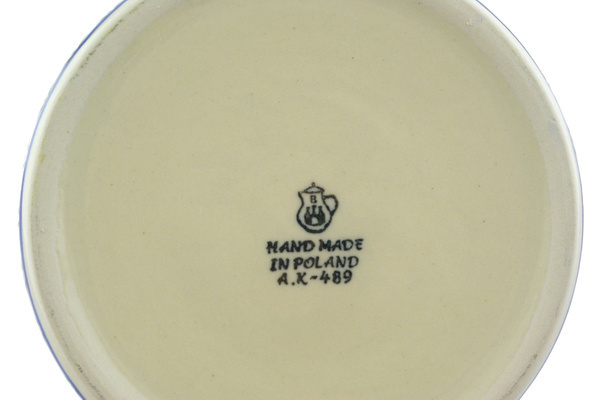 B
HAND MADE
IN POLAND
A.K-489